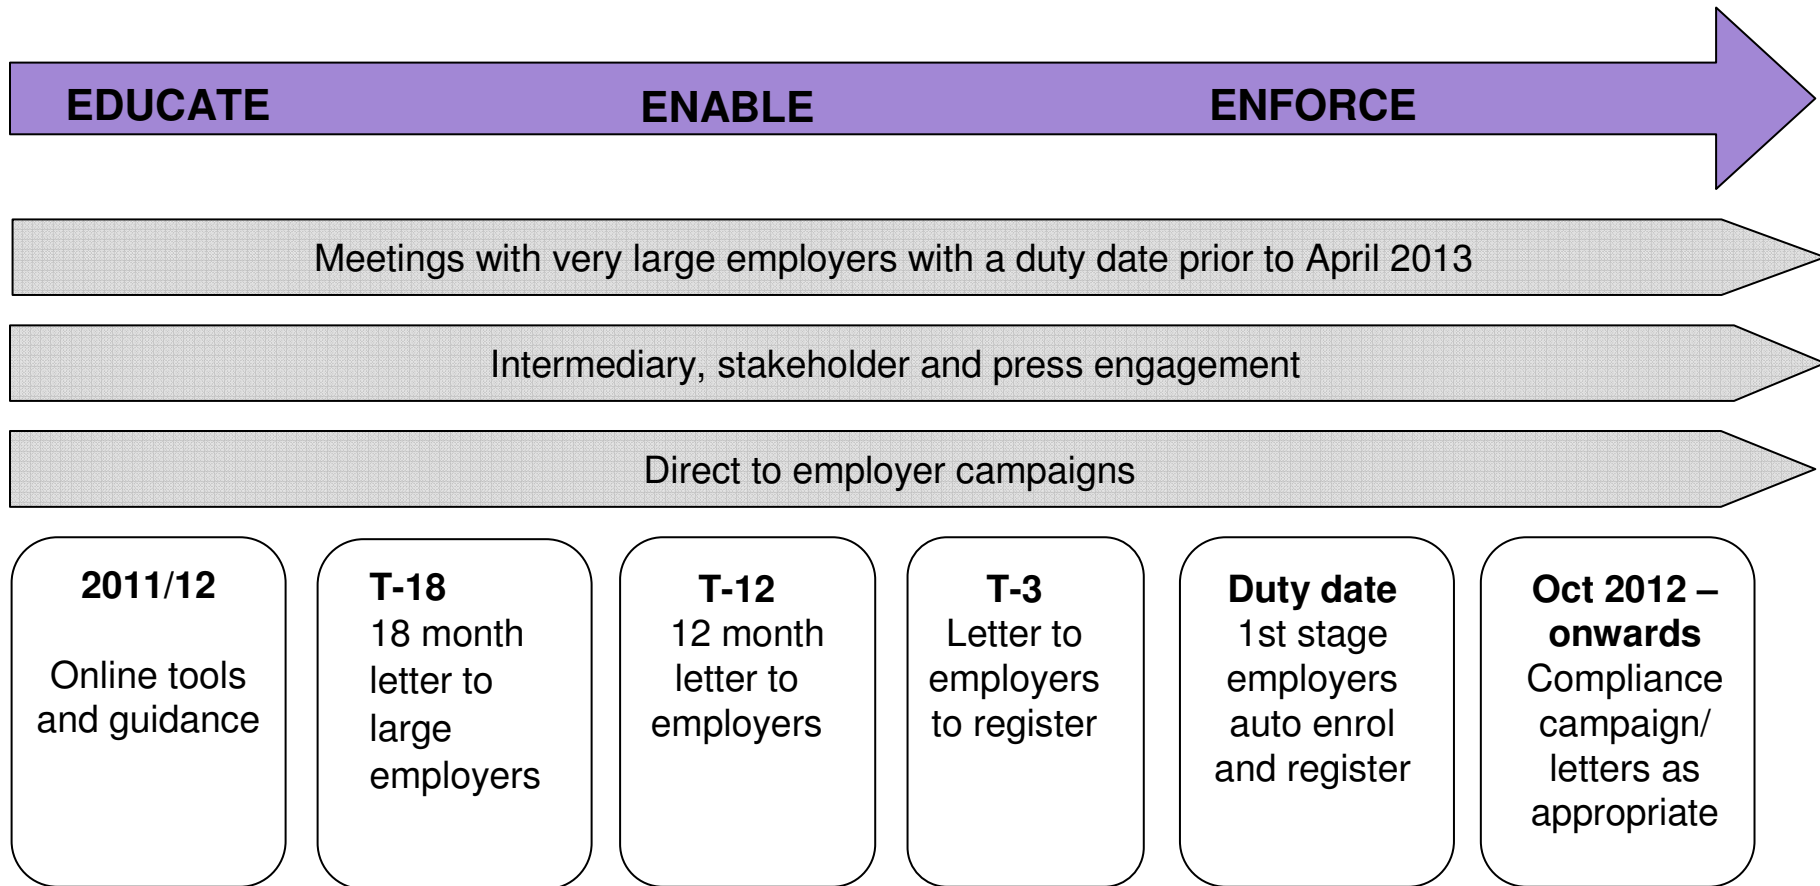 EDUCATE ENABLE ENFORCE
Meetings with very large employers with a duty date prior to April 2013
Intermediary, stakeholder and press engagement
Direct to employer campaigns
2011/12
Online tools
and guidance
T-18
18 month
letter to
large
employers
T-12
12 month
letter to
employers
T-3
Letter to
employers
to register
Duty date
1st stage
employers
auto enrol
and register
Oct 2012 –
onwards
Compliance
campaign/
letters as
appropriate